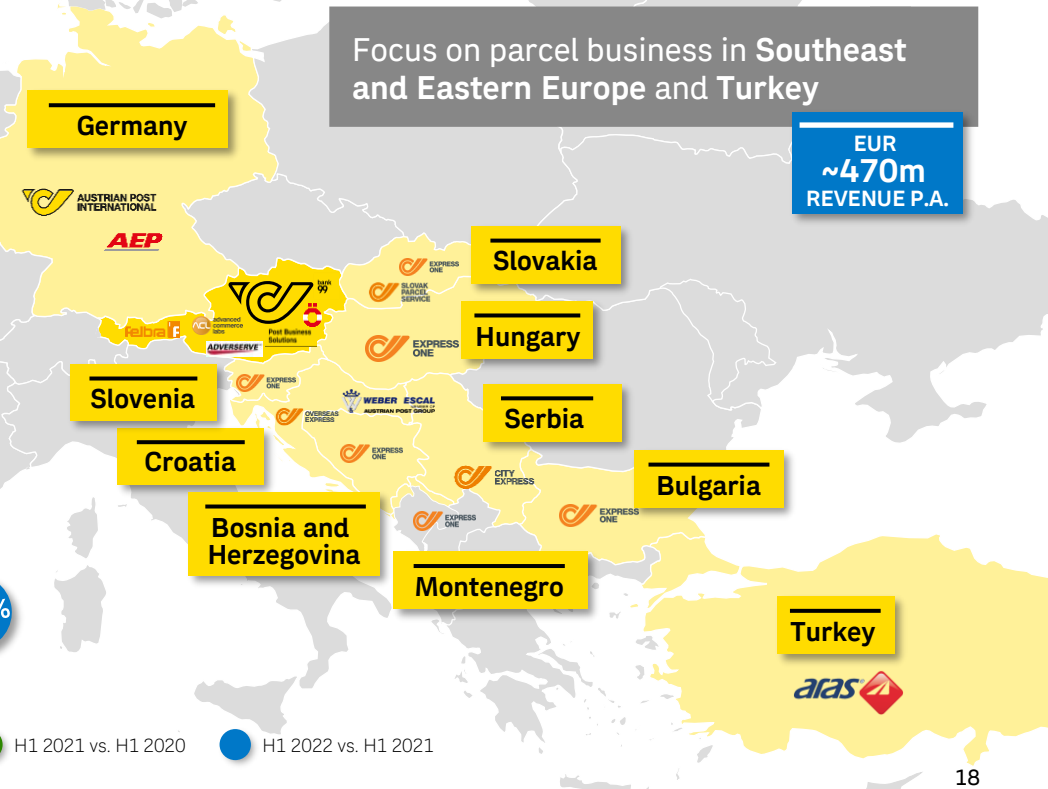 Focus on parcel business in Southeast
and Eastern Europe and Turkey
EUR
~470m
REVENUE P.A.
Germany
AUSTRIAN POST
INTERNATIONAL
AEP
Slovakia
EXPRESS
ONE
SLOVAK
PARCEL
SERVICE
bank
99
feibra
ACL
advanced
commerce
labs
Post Business
Solutions
ADVERSERVE
Hungary
EXPRESS
ONE
Slovenia
EXPRESS
ONE
WEBER ESCAL
MEMBER OF
AUSTRIAN POST GROUP
Serbia
OVERSEAS
EXPRESS
Croatia
EXPRESS
ONE
CITY
EXPRESS
Bulgaria
EXPRESS
ONE
Bosnia and
Herzegovina
EXPRESS
ONE
Montenegro
%
Turkey
aras
H1 2021 vs. H1 2020
H1 2022 vs. H1 2021
18